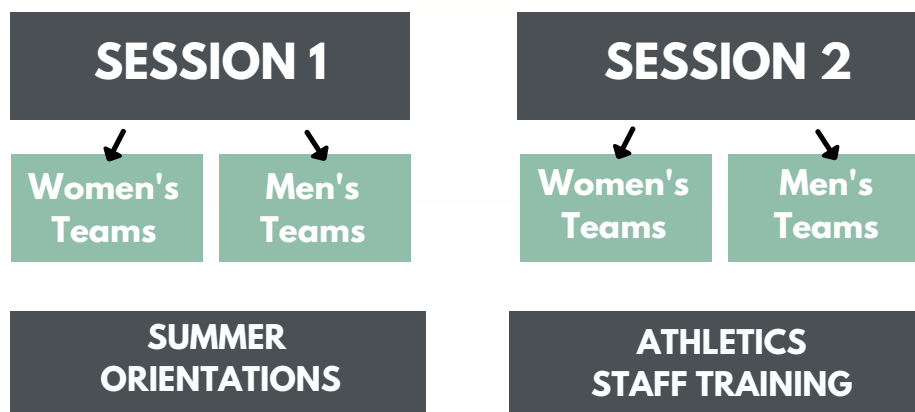 SESSION 1
SESSION 2
Women's
Teams
Men's
Teams
Women's
Teams
Men's
Teams
SUMMER
ORIENTATIONS
ATHLETICS
STAFF TRAINING